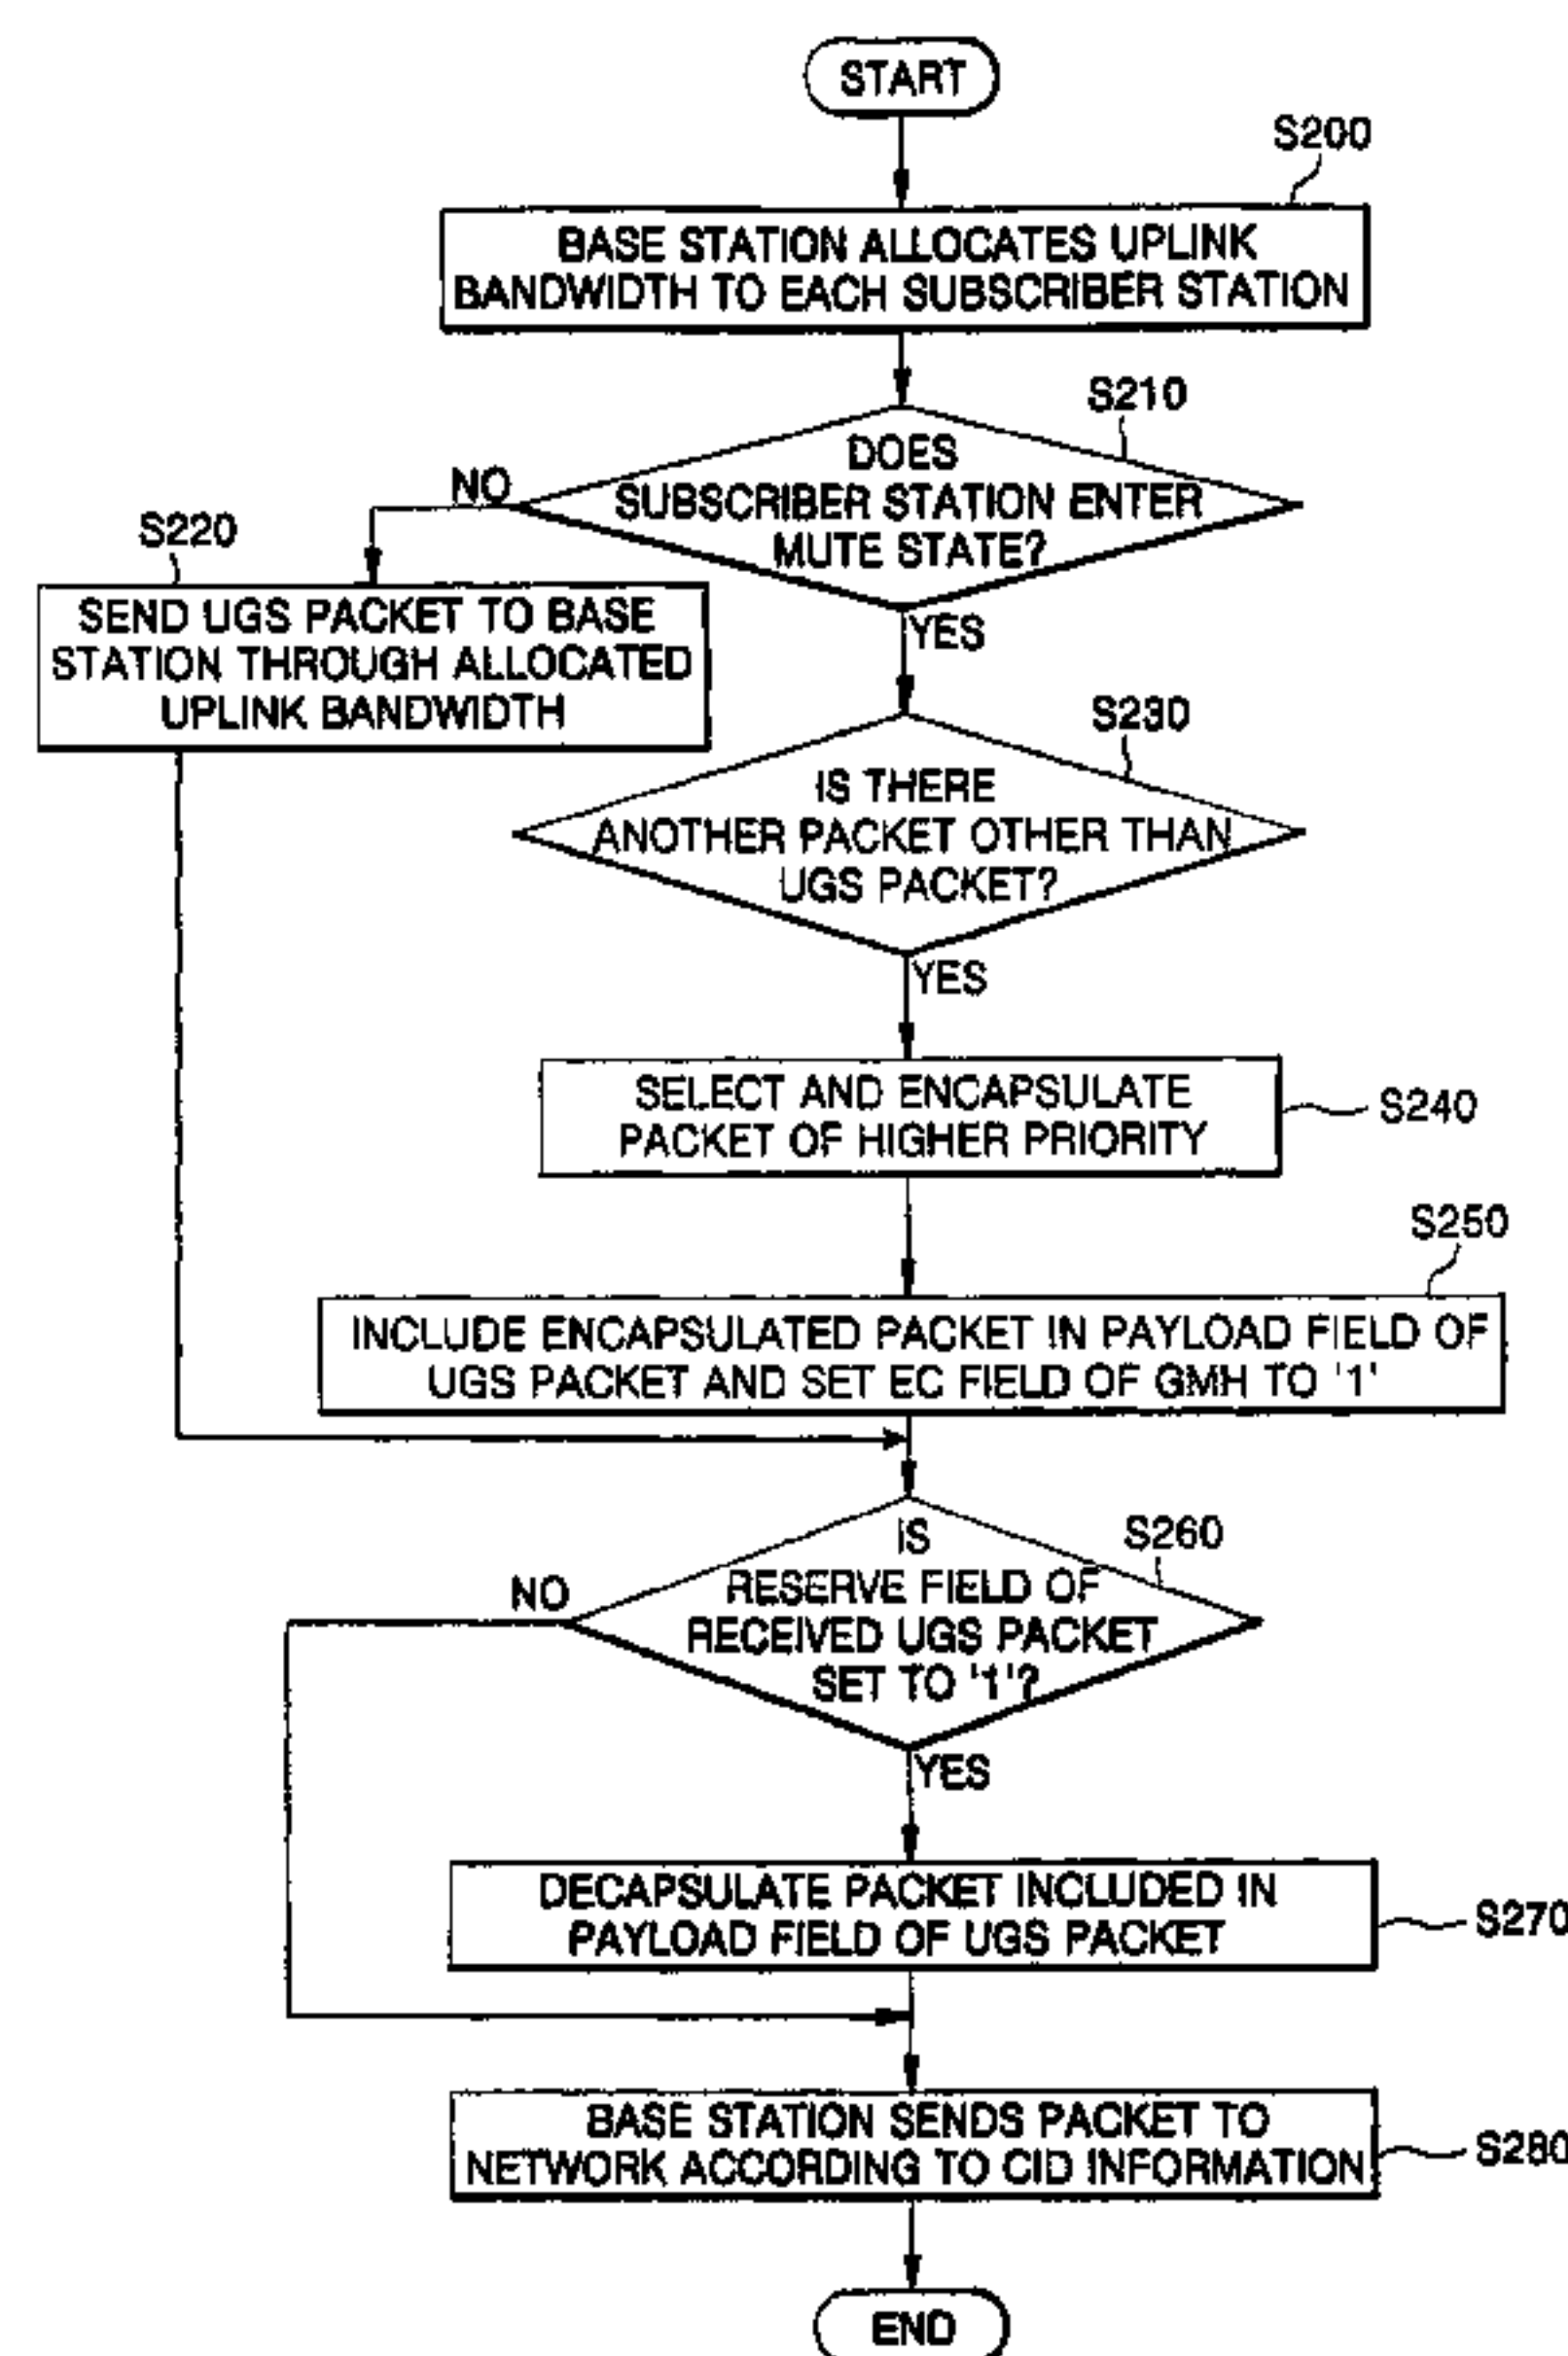 START
S200
BASE STATION ALLOCATES UPLINK
BANDWIDTH TO EACH SUBSCRIBER STATION
S210
DOES
SUBSCRIBER STATION ENTER
MUTE STATE?
NO
YES
S220
SEND UGS PACKET TO BASE
STATION THROUGH ALLOCATED
UPLINK BANDWIDTH
S230
IS THERE
ANOTHER PACKET OTHER THAN
UGS PACKET?
YES
SELECT AND ENCAPSULATE
PACKET OF HIGHER PRIORITY
S240
S250
INCLUDE ENCAPSULATED PACKET IN PAYLOAD FIELD OF
UGS PACKET AND SET EC FIELD OF GMH TO '1'
S260
IS
RESERVE FIELD OF
RECEIVED UGS PACKET
SET TO '1'?
NO
YES
DECAPSULATE PACKET INCLUDED IN
PAYLOAD FIELD OF UGS PACKET
S270
BASE STATION SENDS PACKET TO
NETWORK ACCORDING TO CID INFORMATION
S280
END